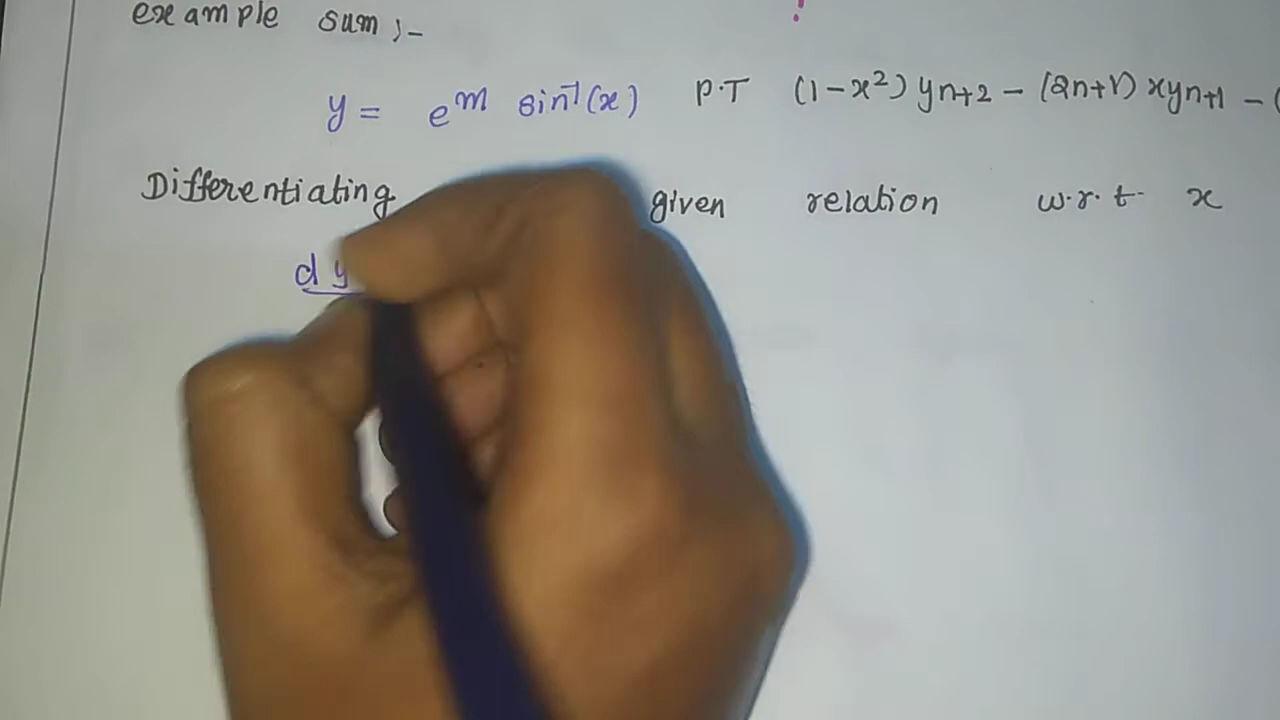 example sum :-
y = e^m sin⁻¹(x) P.T (1-x²) yn+2 - (2n+1) xyn+1 - (
Differentiating given relation w.r.t. x
dy